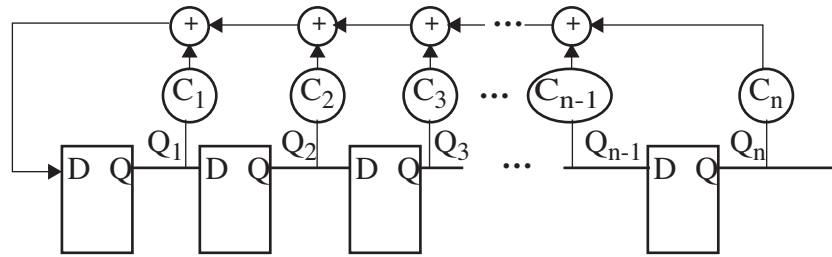 + + + ... +
C1 C2 C3 ... Cn-1 Cn
Q1 Q2 Q3 ... Qn-1 Qn
D Q D Q D Q D Q